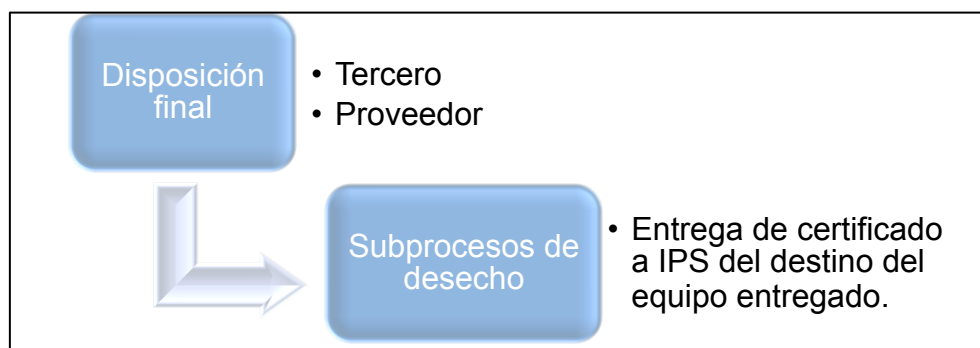 Disposición
final
• Tercero
• Proveedor
Subprocesos de
desecho
• Entrega de certificado
a IPS del destino del
equipo entregado.